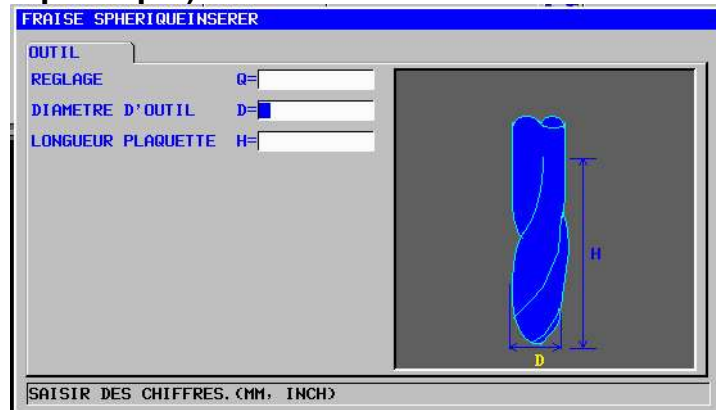 FRAISE SPHERIQUEINSERER
OUTIL
REGLAGE Q=
DIAMETRE D'OUTIL D=
LONGUEUR PLAQUETTE H=
H
D
SAISIR DES CHIFFRES.(MM, INCH)